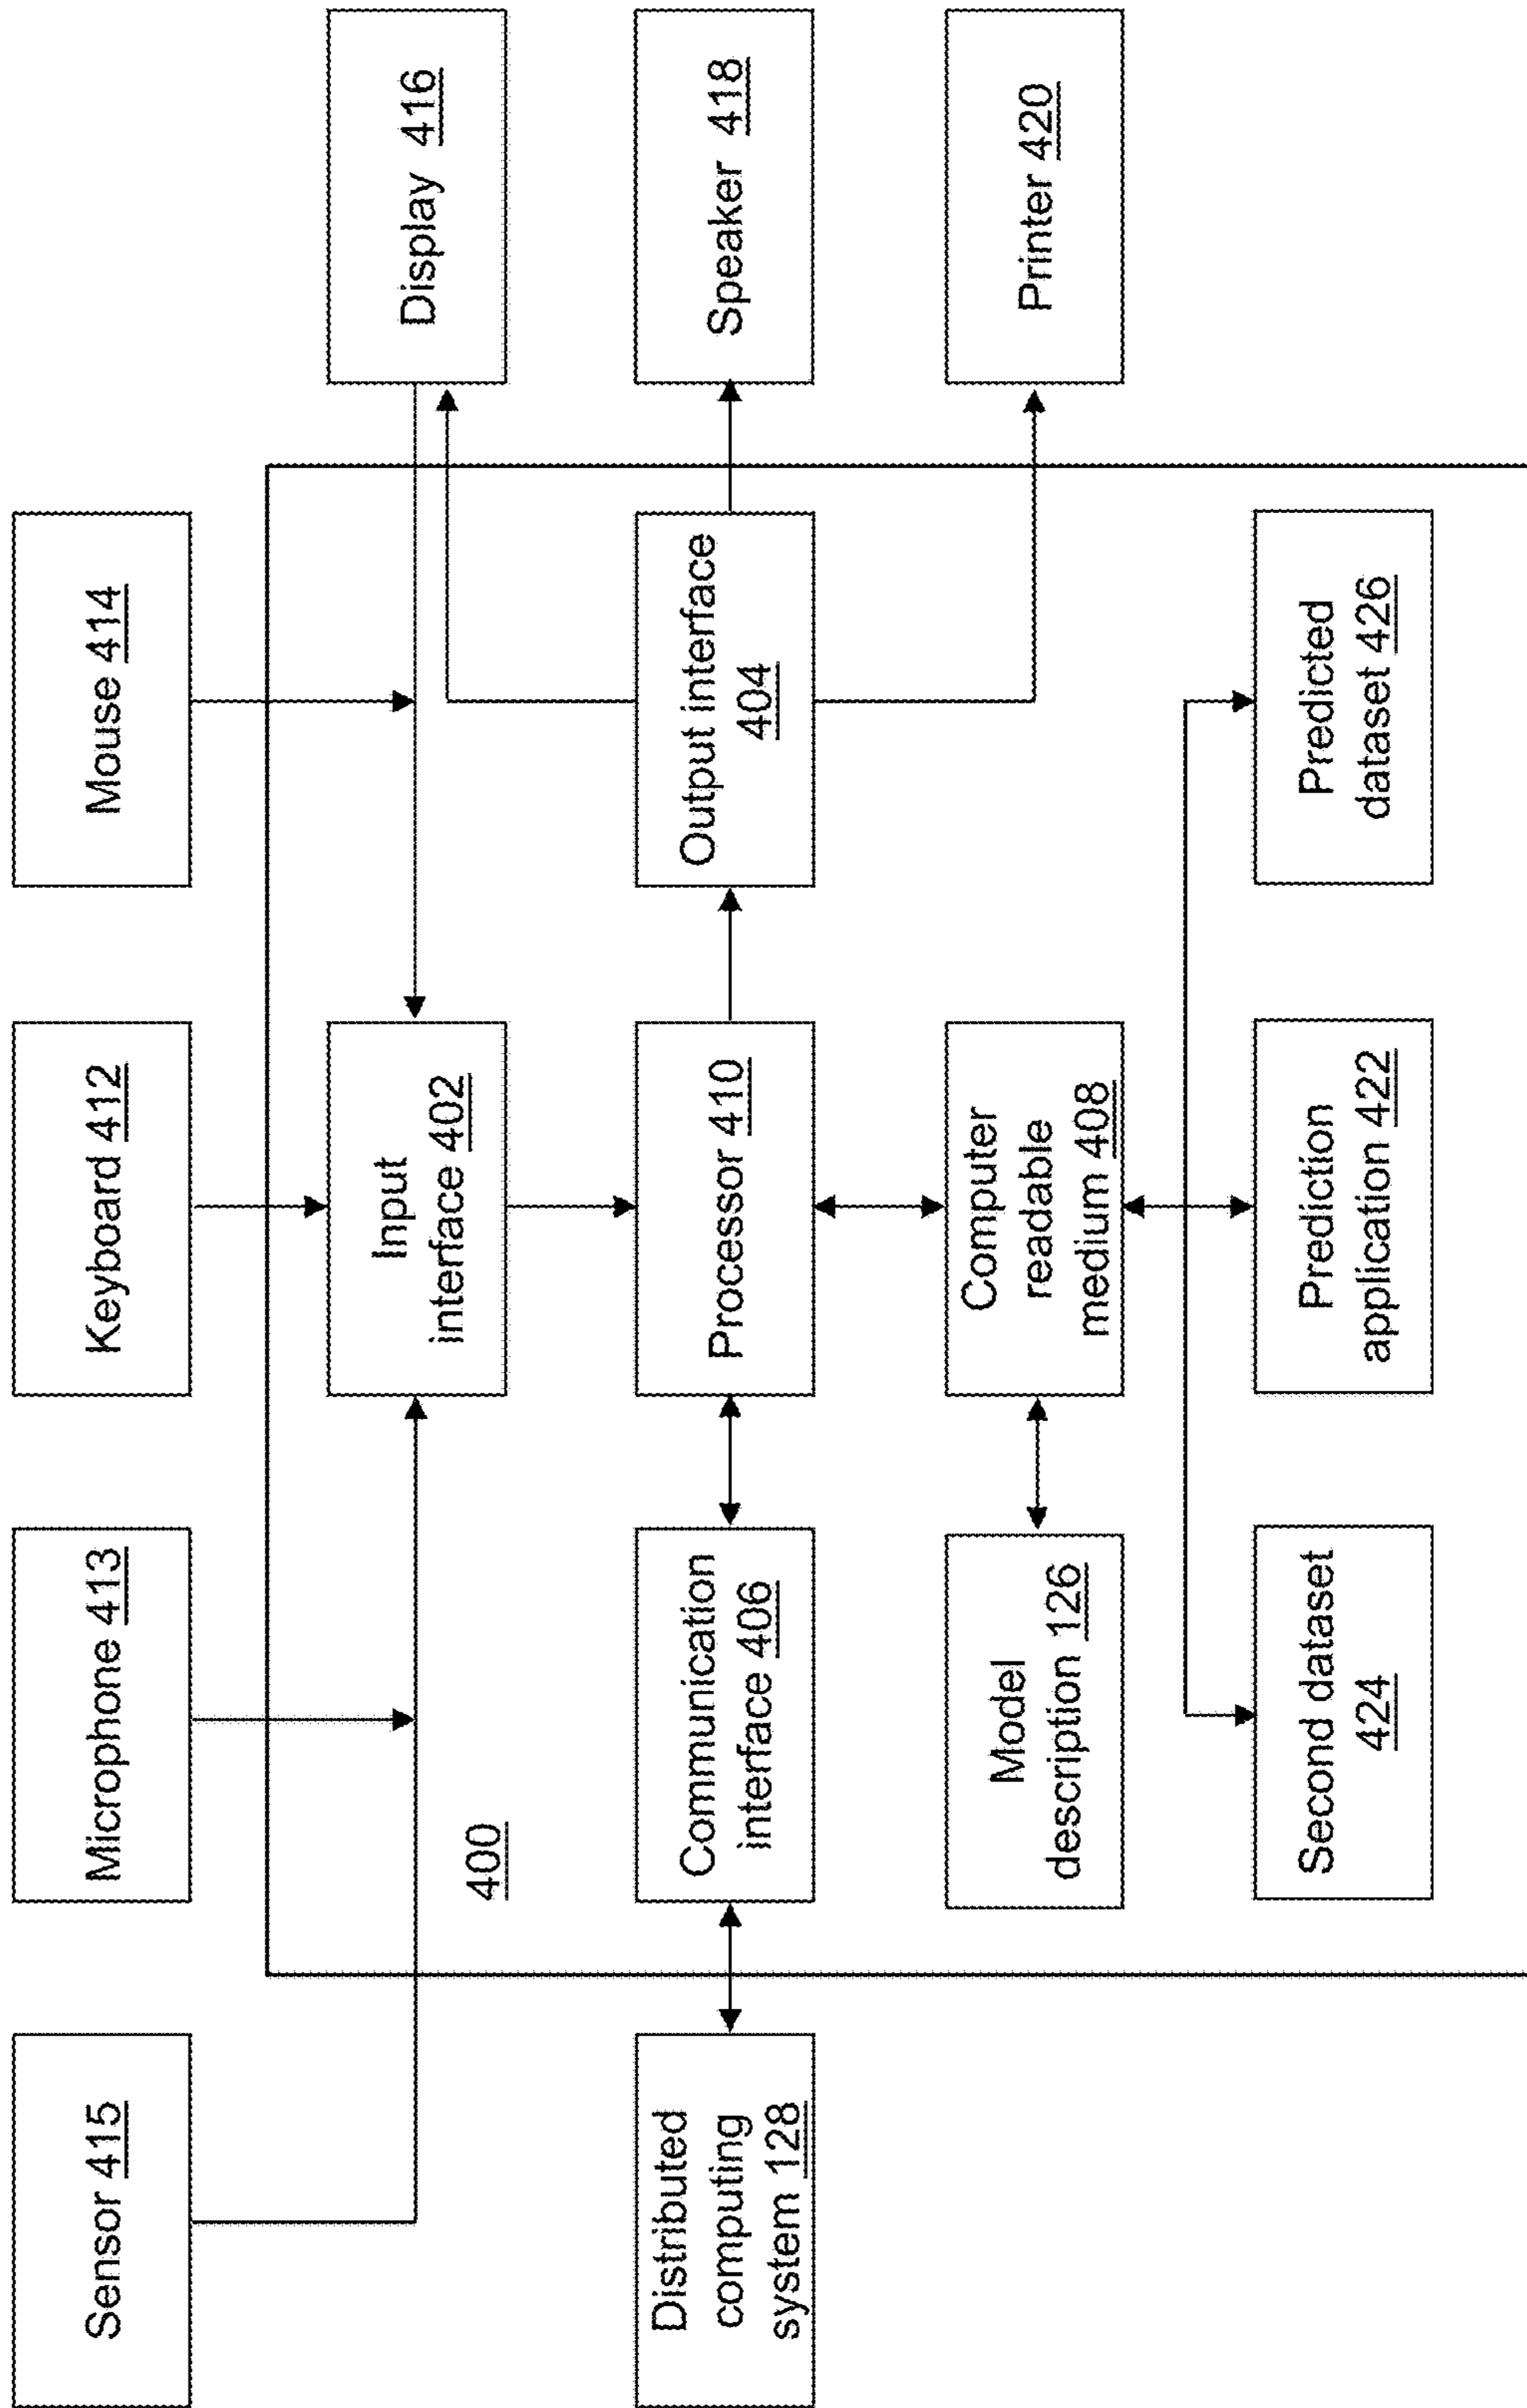 Sensor 415
Microphone 413
Keyboard 412
Mouse 414
400
Input
interface 402
Display 416
Distributed
computing
system 128
Communication
interface 406
Processor 410
Output interface
404
Speaker 418
Model
description 126
Computer
readable
medium 408
Printer 420
Second dataset
424
Prediction
application 422
Predicted
dataset 426